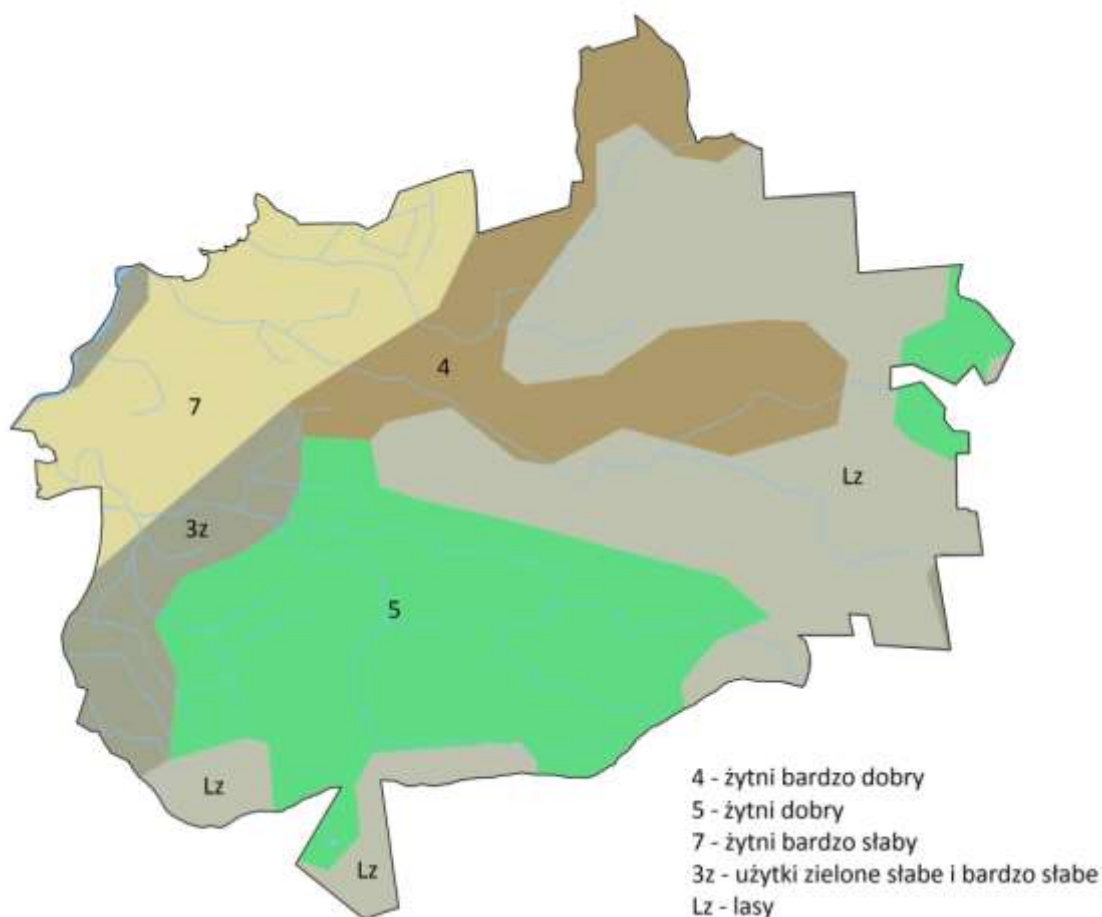 4
7
Lz
3z
5
Lz
Lz
4 - żytni bardzo dobry
5 - żytni dobry
7 - żytni bardzo słaby
3z - użytki zielone słabe i bardzo słabe
Lz - lasy